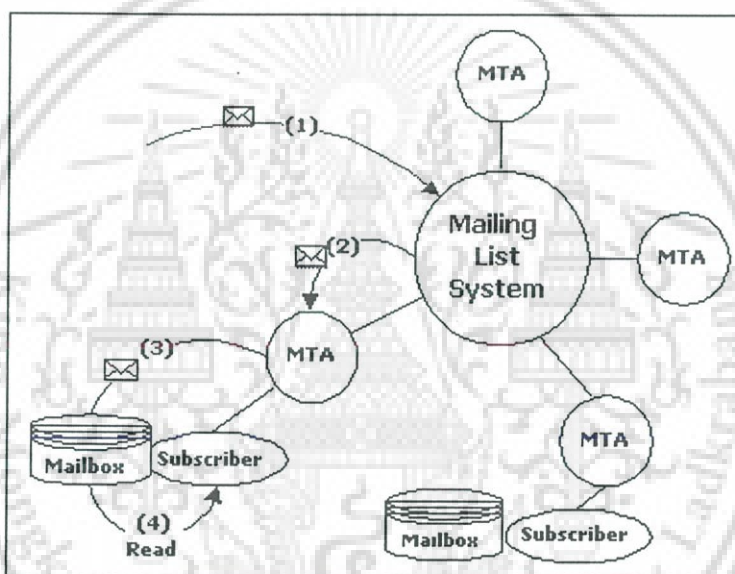 MTA
(1)
Mailing
List
System
MTA
(2)
MTA
(3)
MTA
Mailbox
Subscriber
(4)
Read
Mailbox
Subscriber